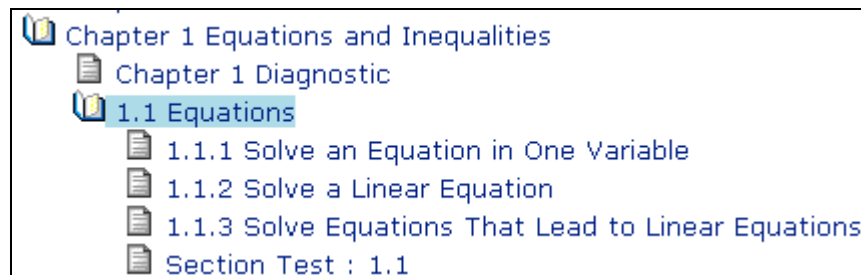 Chapter 1 Equations and Inequalities
Chapter 1 Diagnostic
1.1 Equations
1.1.1 Solve an Equation in One Variable
1.1.2 Solve a Linear Equation
1.1.3 Solve Equations That Lead to Linear Equations
Section Test : 1.1